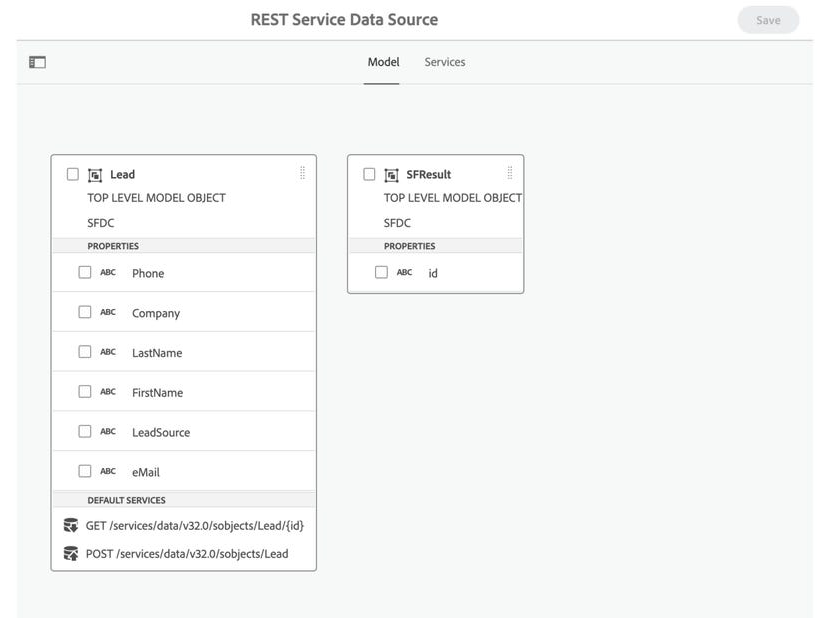 REST Service Data Source
Save
Model
Services
Lead
TOP LEVEL MODEL OBJECT
SFDC
PROPERTIES
ABC Phone
ABC Company
ABC LastName
ABC FirstName
ABC LeadSource
ABC eMail
DEFAULT SERVICES
GET /services/data/v32.0/sobjects/Lead/{id}
POST /services/data/v32.0/sobjects/Lead
SFResult
TOP LEVEL MODEL OBJECT
SFDC
PROPERTIES
ABC id